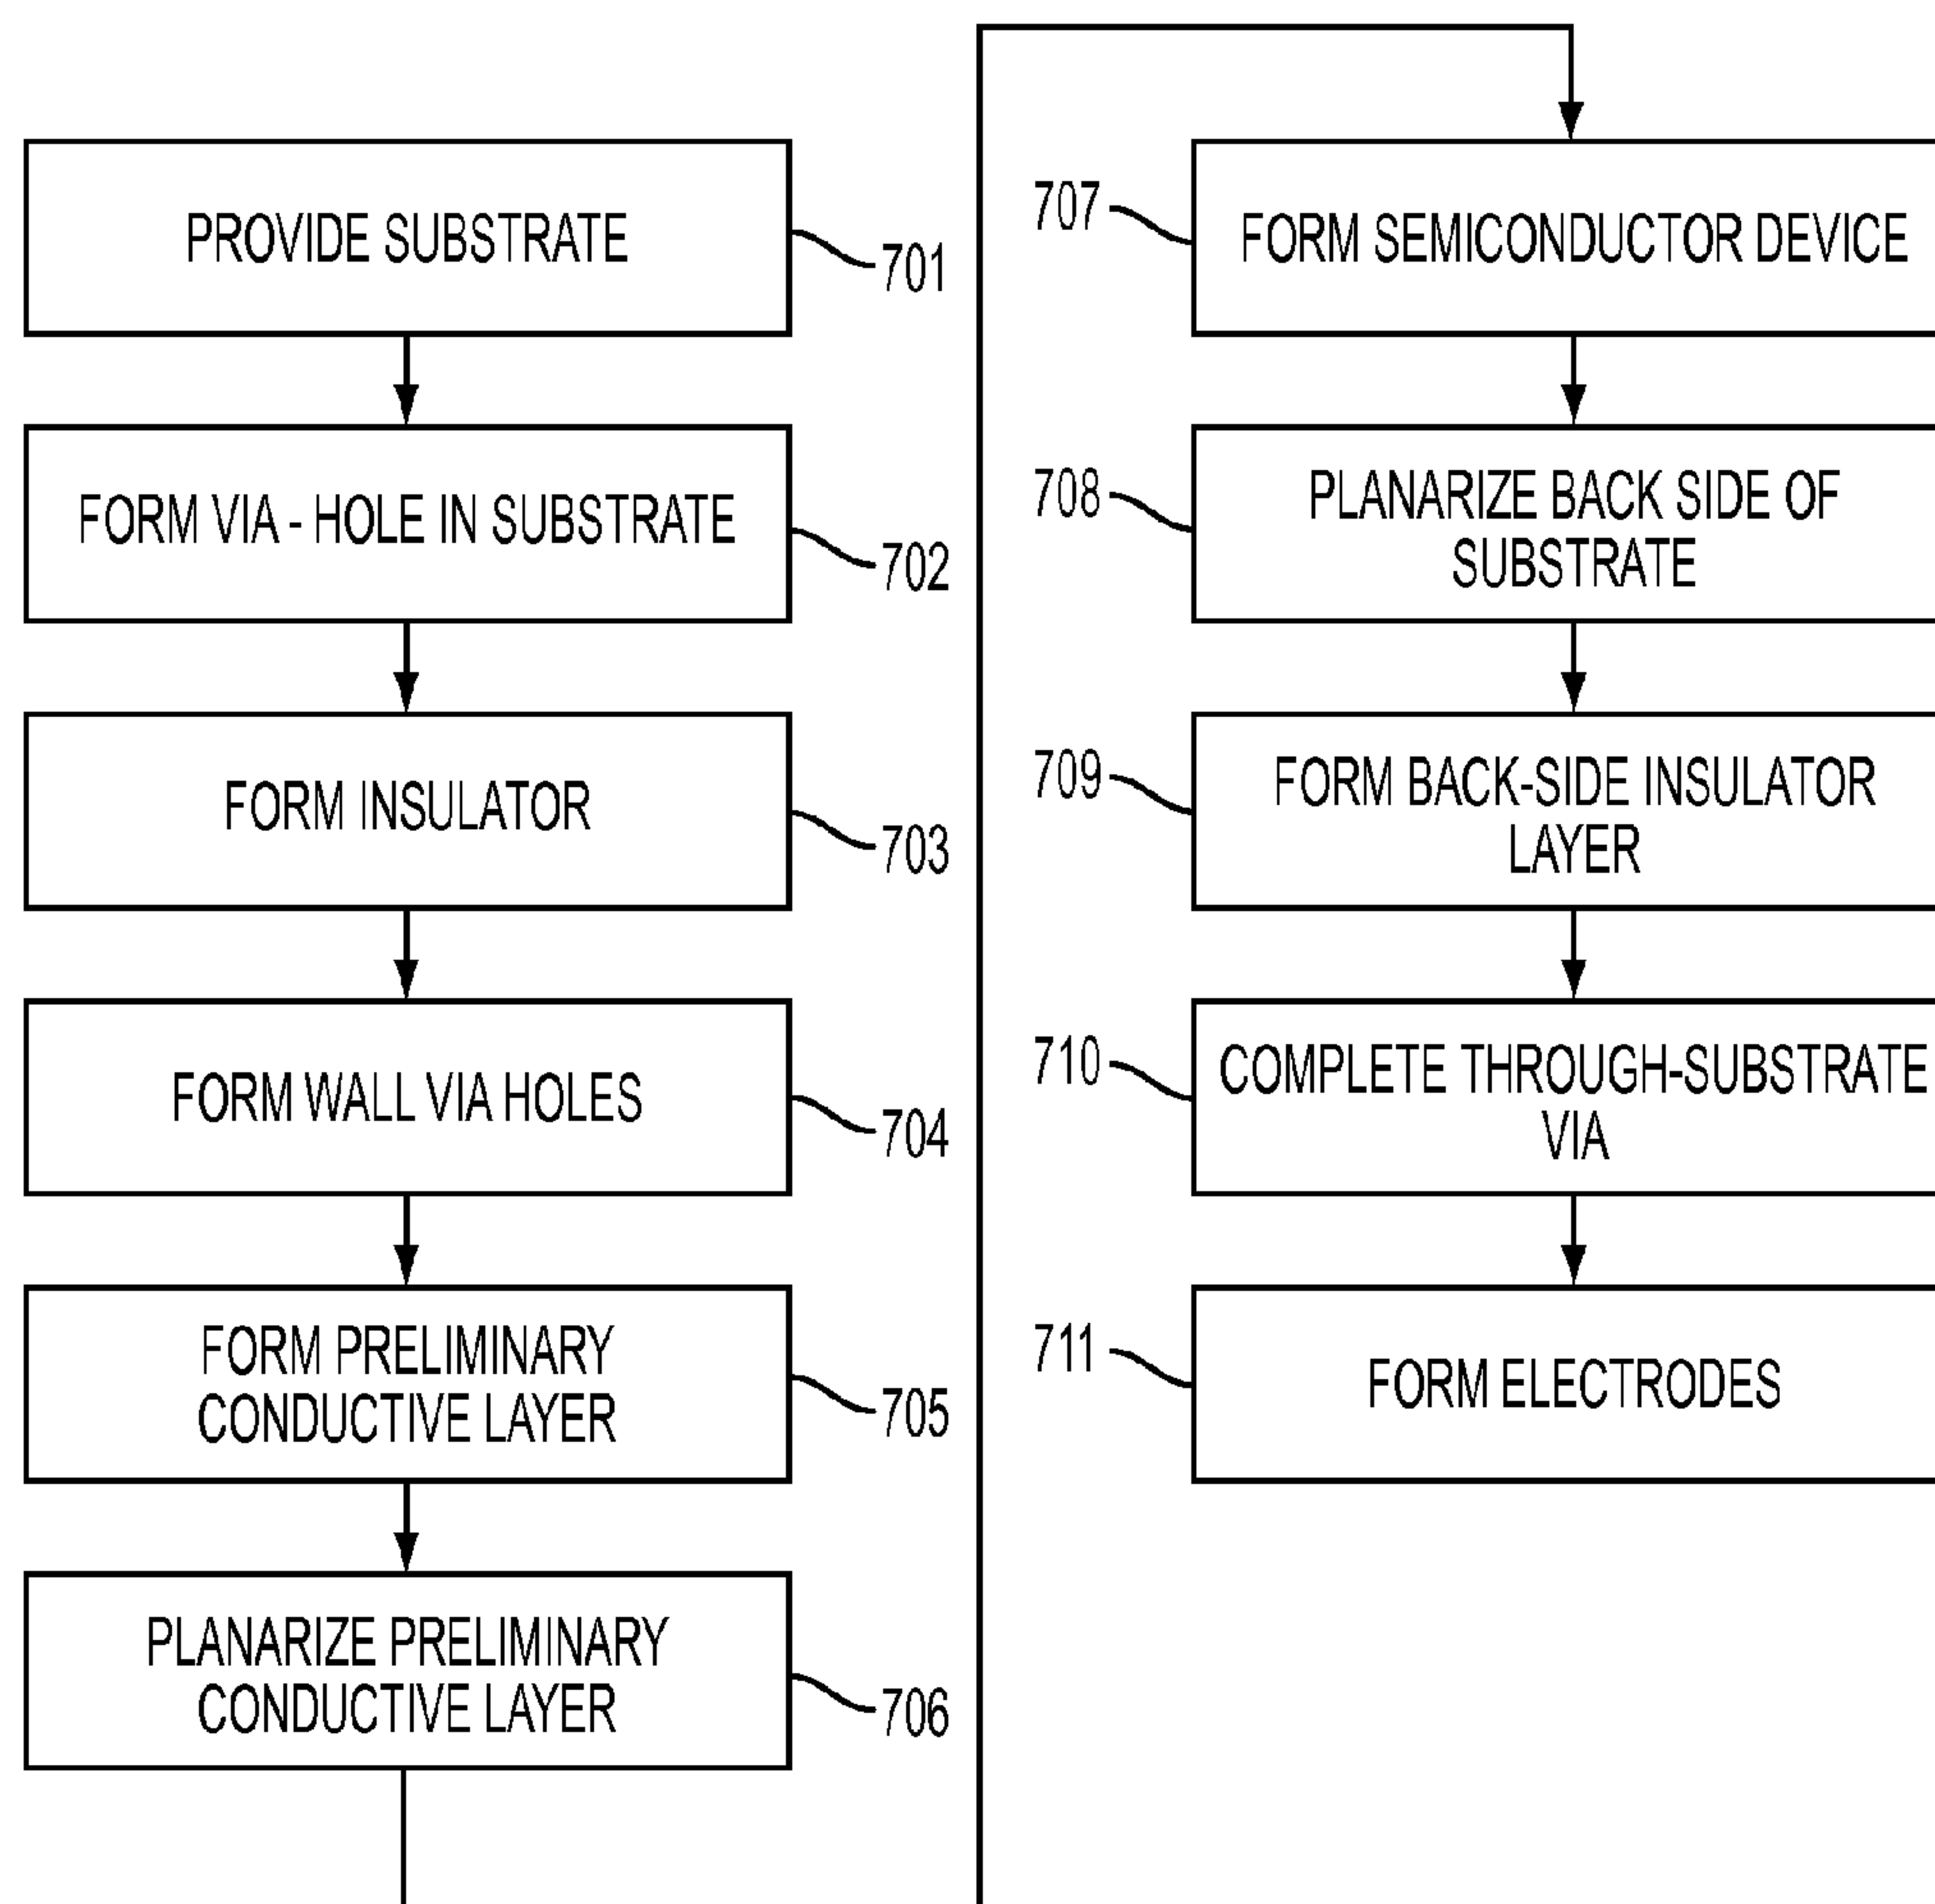 PROVIDE SUBSTRATE
701
FORM VIA - HOLE IN SUBSTRATE
702
FORM INSULATOR
703
FORM WALL VIA HOLES
704
FORM PRELIMINARY
CONDUCTIVE LAYER
705
PLANARIZE PRELIMINARY
CONDUCTIVE LAYER
706
707
FORM SEMICONDUCTOR DEVICE
708
PLANARIZE BACK SIDE OF
SUBSTRATE
709
FORM BACK-SIDE INSULATOR
LAYER
710
COMPLETE THROUGH-SUBSTRATE
VIA
711
FORM ELECTRODES